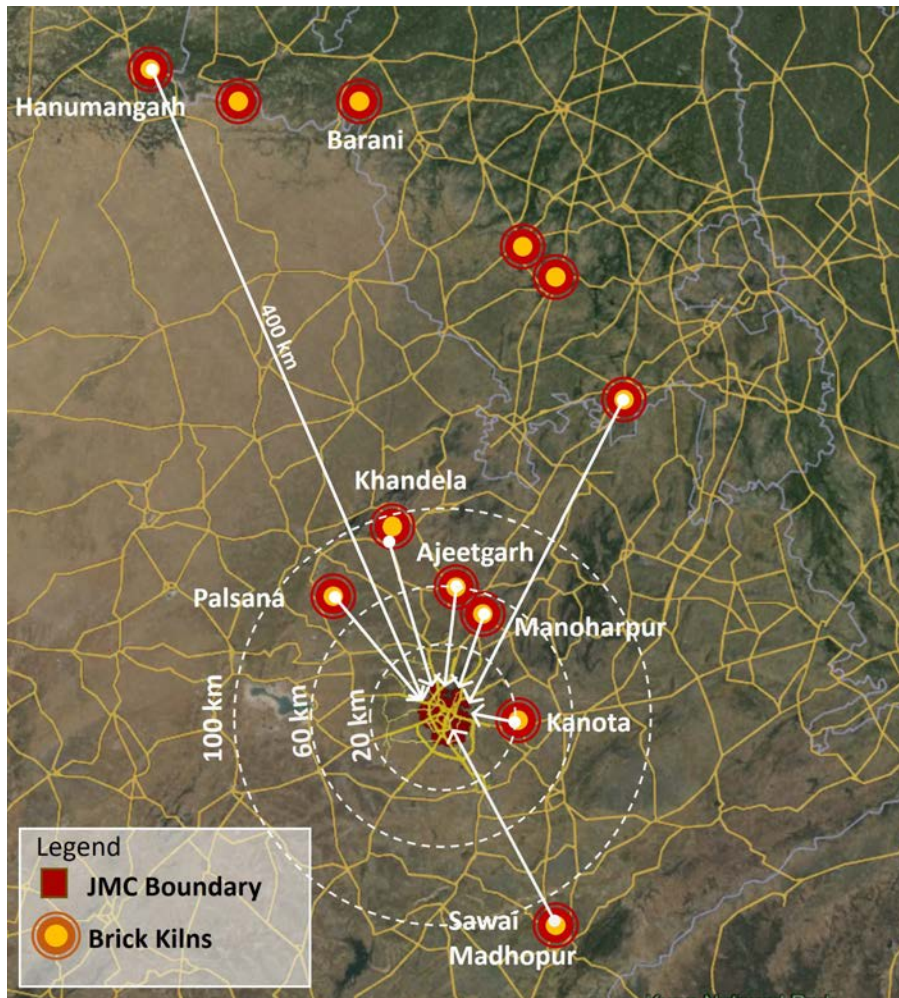 Hanumangarh
Barani
400 km
Khandela
Ajeetgarh
Palsana
Manoharpur
100 km
60 km
20 km
Kanota
Legend
JMC Boundary
Brick Kilns
Sawai
Madhopur